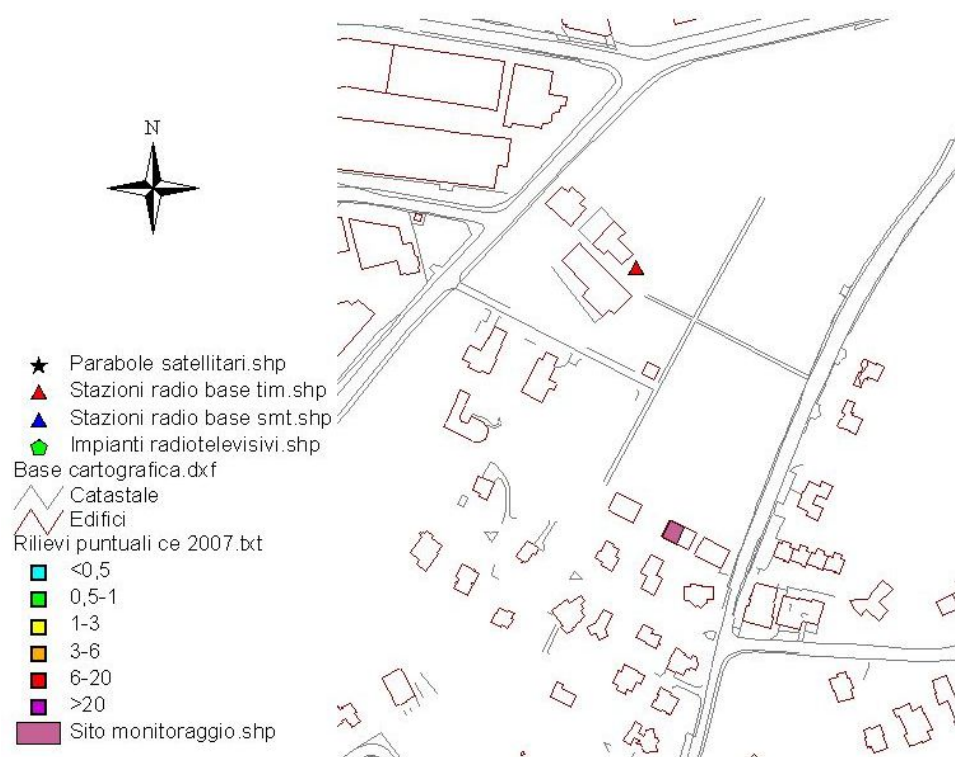 N
Parabole satellitari.shp
Stazioni radio base tim.shp
Stazioni radio base smt.shp
Impianti radiotelevisivi.shp
Base cartografica.dxf
Catastale
Edifici
Rilievi puntuali ce 2007.txt
<0,5
0,5-1
1-3
3-6
6-20
>20
Sito monitoraggio.shp